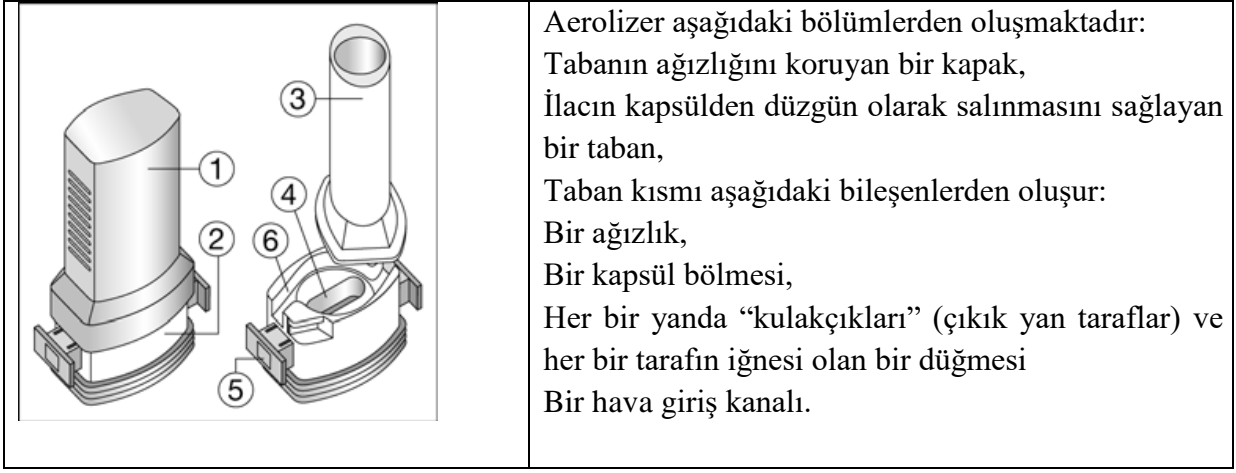 1
2
3
4
6
5
Aerolizer aşağıdaki bölümlerden oluşmaktadır:
Tabanın ağızlığını koruyan bir kapak,
İlacın kapsülden düzgün olarak salınmasını sağlayan
bir taban,
Taban kısmı aşağıdaki bileşenlerden oluşur:
Bir ağızlık,
Bir kapsül bölmesi,
Her bir yanda “kulakçıkları” (çıkık yan taraflar) ve
her bir tarafın iğnesi olan bir düğmesi
Bir hava giriş kanalı.